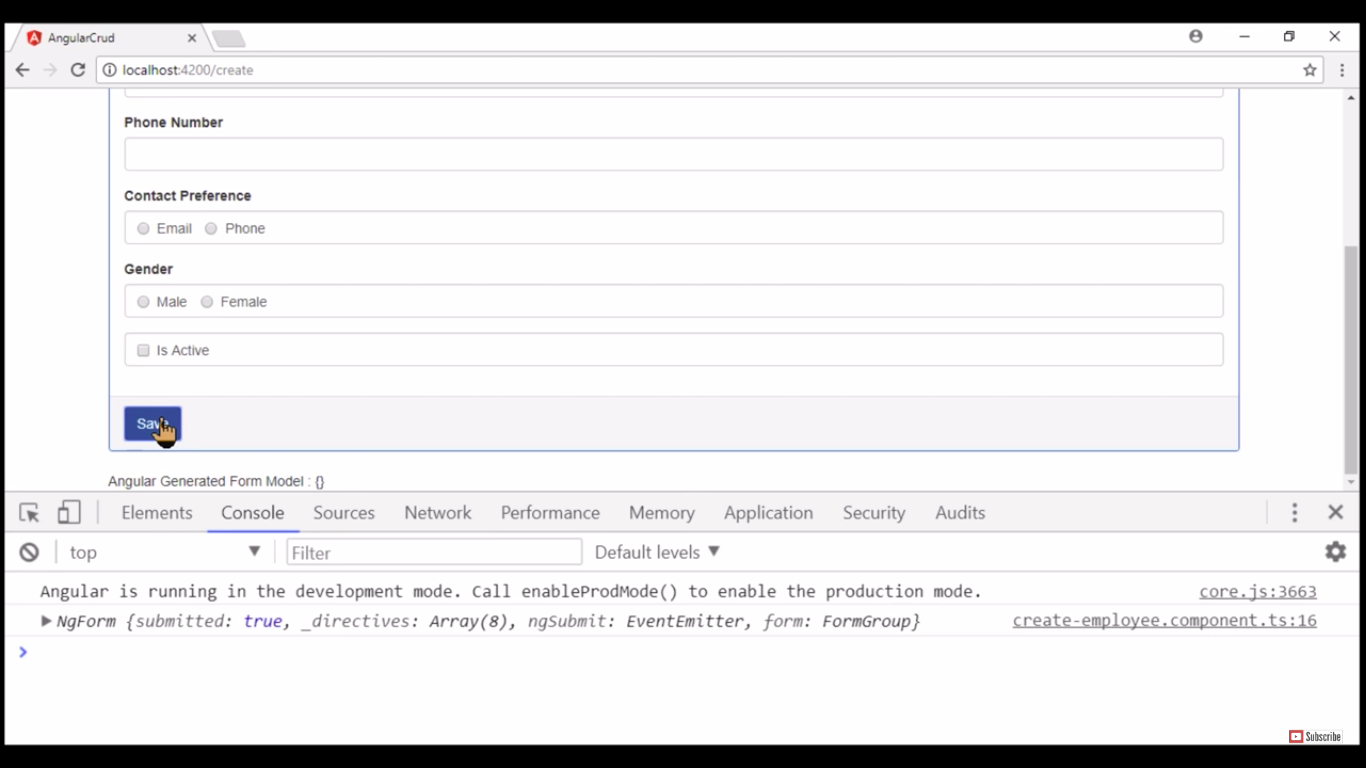 AngularCrud
localhost:4200/create
Phone Number
Contact Preference
Email Phone
Gender
Male Female
Is Active
Save
Angular Generated Form Model : {}
Elements Console Sources Network Performance Memory Application Security Audits
top Filter Default levels
Angular is running in the development mode. Call enableProdMode() to enable the production mode. core.js:3663
NgForm {submitted: true, _directives: Array(8), ngSubmit: EventEmitter, form: FormGroup} create-employee.component.ts:16
Subscribe